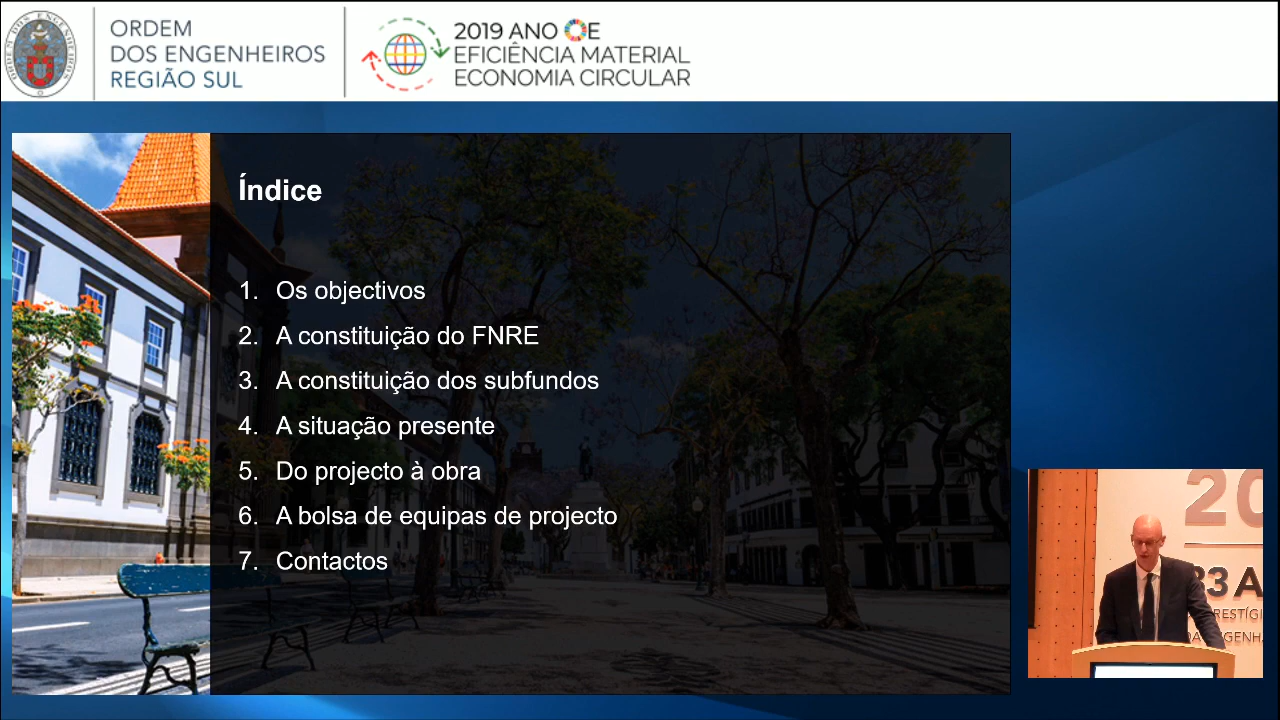 ORDEM
DOS ENGENHEIROS
REGIÃO SUL
2019 ANO OE
EFICIÊNCIA MATERIAL
ECONOMIA CIRCULAR
Índice
1. Os objectivos
2. A constituição do FNRE
3. A constituição dos subfundos
4. A situação presente
5. Do projecto à obra
6. A bolsa de equipas de projecto
7. Contactos
20